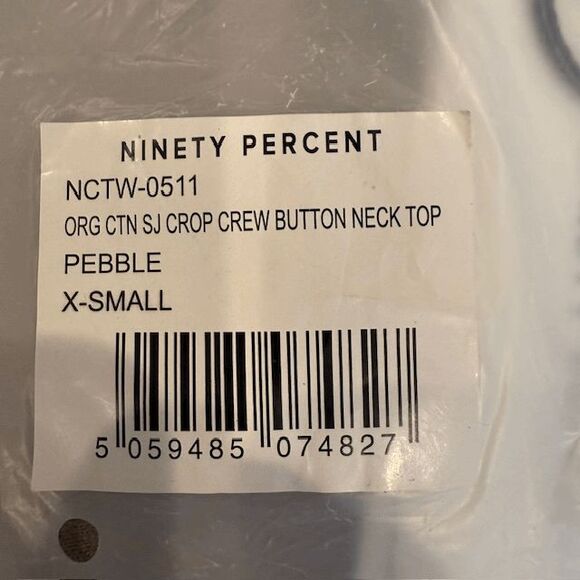 NINETY PERCENT
NCTW-0511
ORG CTN SJ CROP CREW BUTTON NECK TOP
PEBBLE
X-SMALL
5 059485 074827